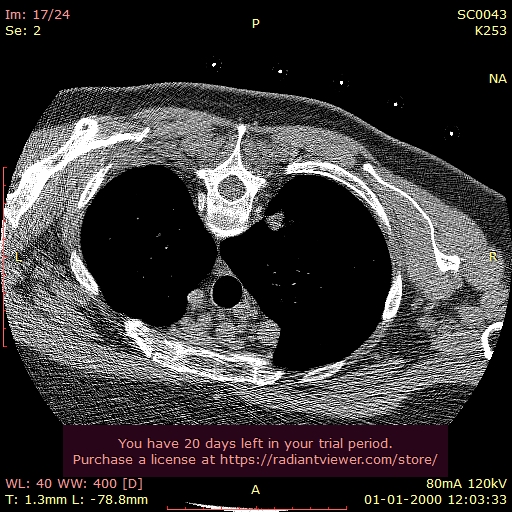 Im: 17/24
Se: 2
P
SC0043
K253
NA
L
R
You have 20 days left in your trial period.
Purchase a license at https://radiantviewer.com/store/
WL: 40 WW: 400 [D]
T: 1.3mm L: -78.8mm
A
80mA 120kV
01-01-2000 12:03:33